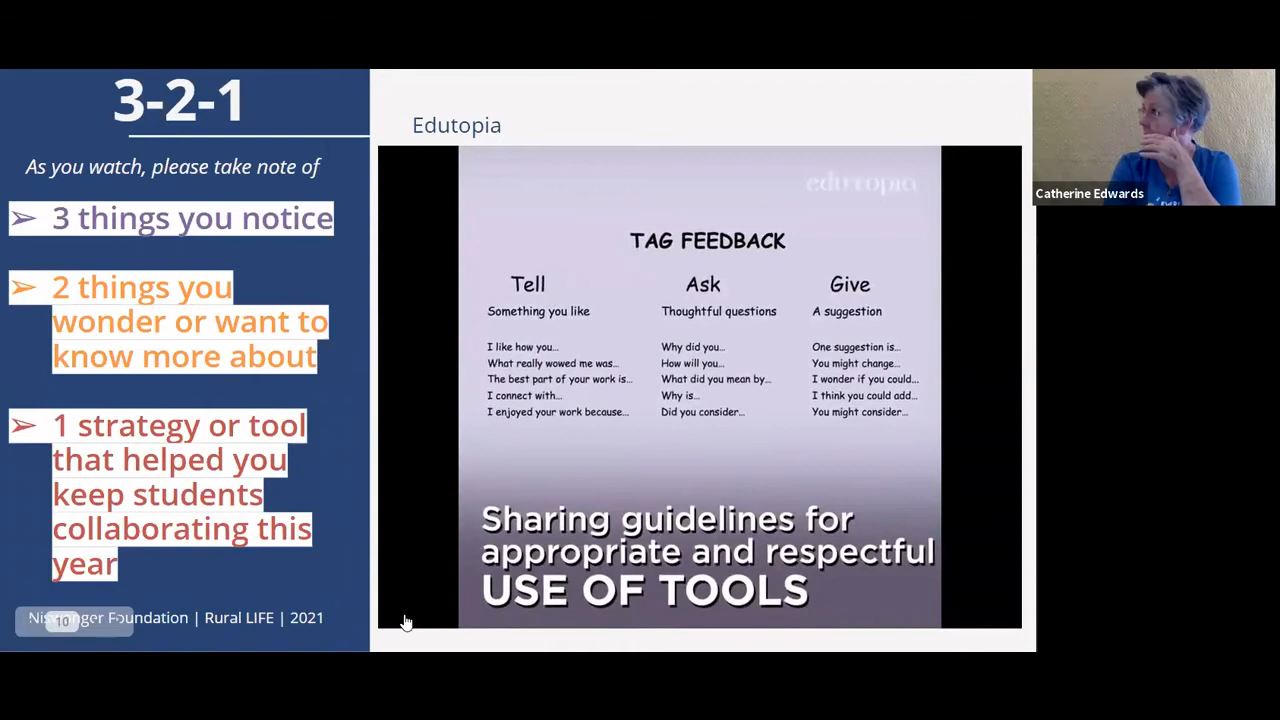 3-2-1
As you watch, please take note of
➢ 3 things you notice
➢ 2 things you
wonder or want to
know more about
➢ 1 strategy or tool
that helped you
keep students
collaborating this
year
Niswonger Foundation | Rural LIFE | 2021
10
Edutopia
edutopia
TAG FEEDBACK
Tell Ask Give
Something you like Thoughtful questions A suggestion
I like how you... Why did you... One suggestion is...
What really wowed me was... How will you... You might change...
The best part of your work is... What did you mean by... I wonder if you could...
I connect with... Why is... I think you could add...
I enjoyed your work because... Did you consider... You might consider...
Sharing guidelines for
appropriate and respectful
USE OF TOOLS
Catherine Edwards